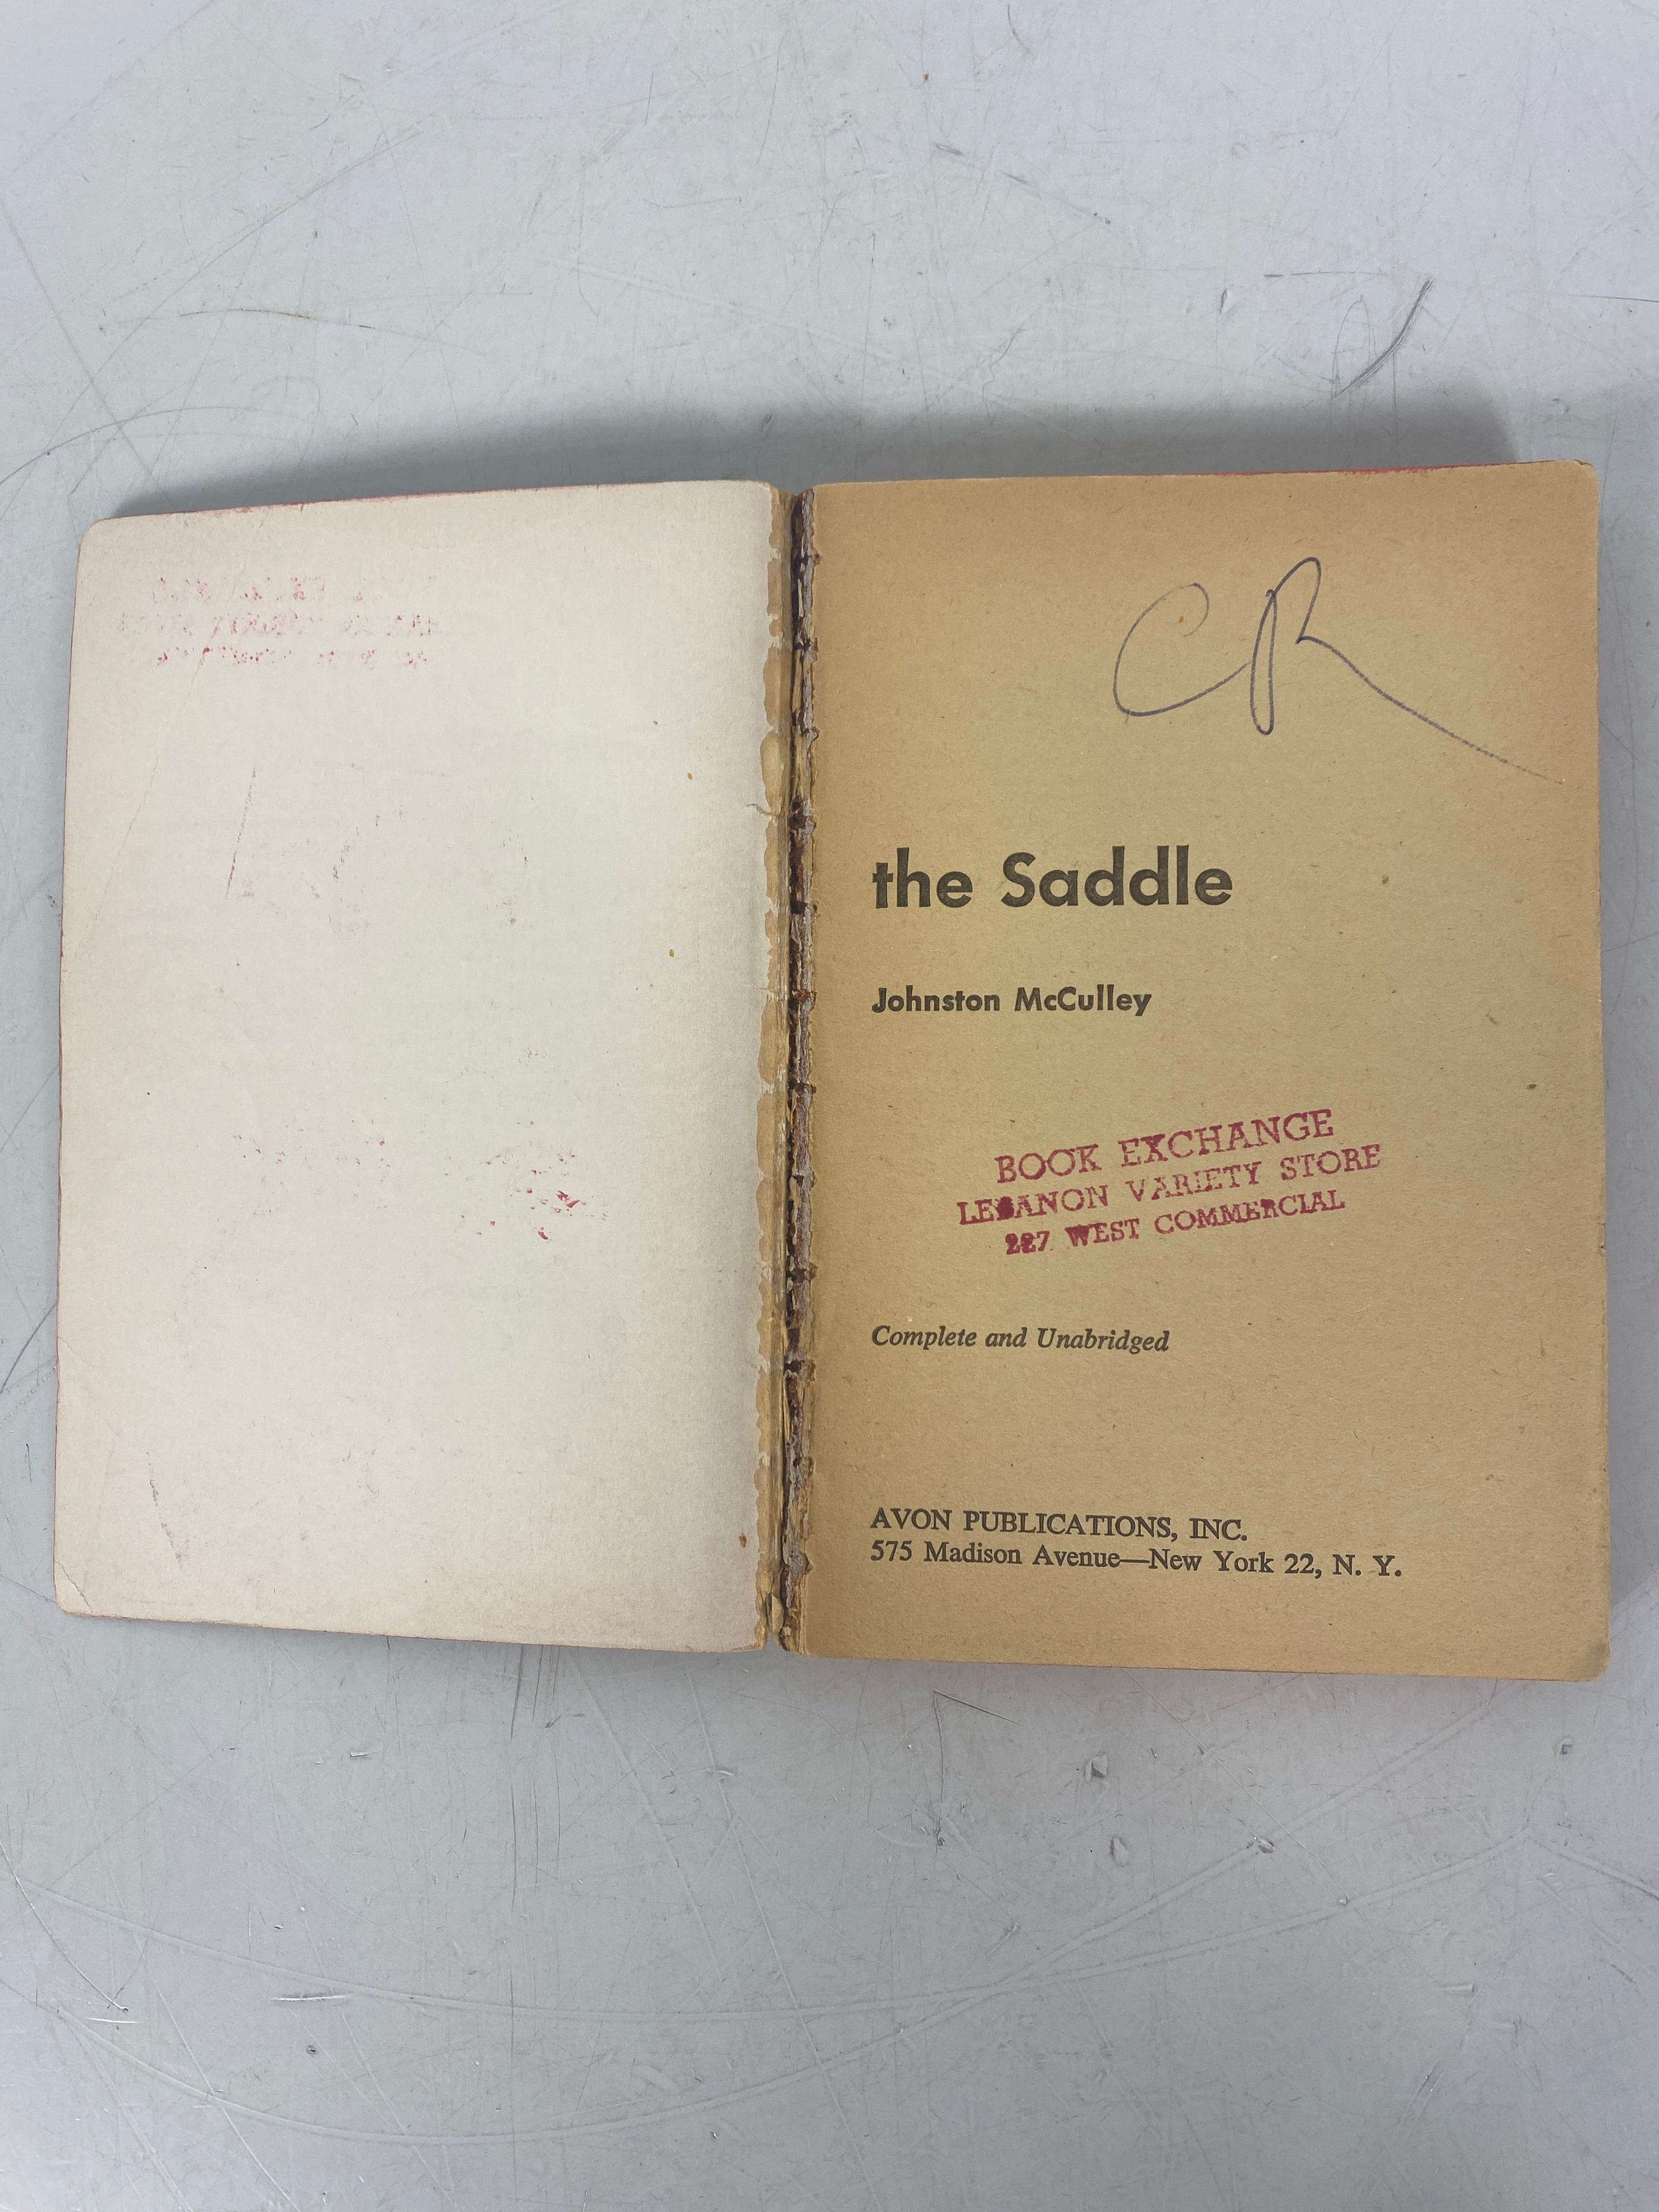 CR
the Saddle
Johnston McCulley
BOOK EXCHANGE
LEBANON VARIETY STORE
227 WEST COMMERCIAL
Complete and Unabridged
AVON PUBLICATIONS, INC.
575 Madison Avenue—New York 22, N. Y.